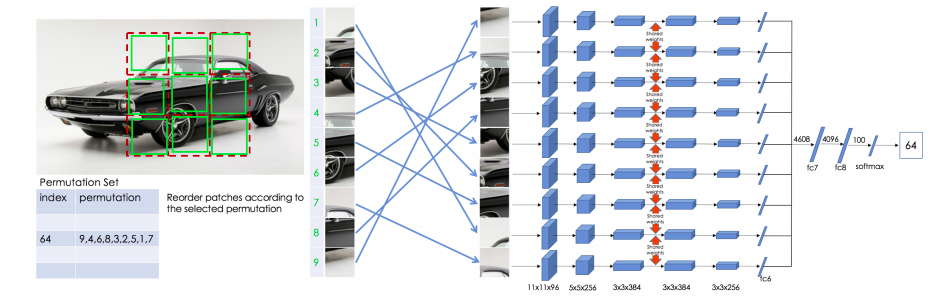 1
2
3
4
5
6
7
8
9
Shared weights
Shared weights
Shared weights
Shared weights
Shared weights
Shared weights
Shared weights
Shared weights
4608
4096
100
fc7
fc8
softmax
64
fc6
11x11x96
5x5x256
3x3x384
3x3x384
3x3x256
Permutation Set
index permutation
64 9,4,6,8,3,2,5,1,7
Reorder patches according to
the selected permutation